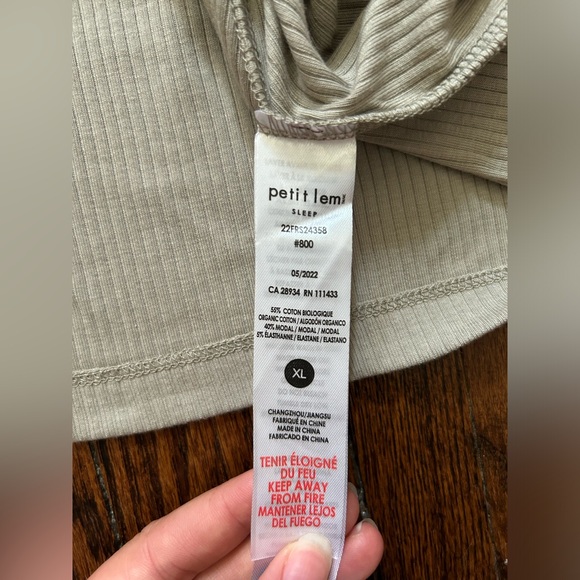 petit lem™
SLEEP
22FRS24358
#800
05/2022
CA 28934 RN 111433
55% COTON BIOLOGIQUE
ORGANIC COTTON / ALGODÓN ORGANICO
40% MODAL / MODAL / MODAL
5% ÉLASTHANNE / ELASTANE / ELASTANO
XL
CHANGZHOU/JIANGSU
FABRIQUÉ EN CHINE
MADE IN CHINA
FABRICADO EN CHINA
TENIR ÉLOIGNÉ
DU FEU
KEEP AWAY
FROM FIRE
MANTENER LEJOS
DEL FUEGO